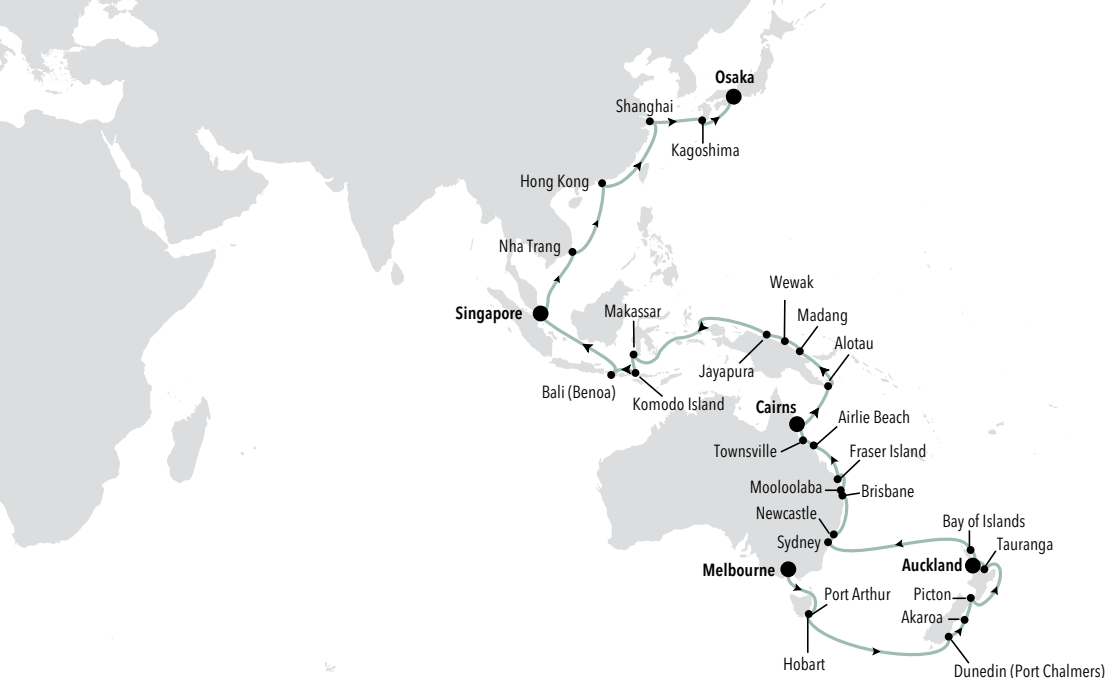 Osaka
Shanghai
Kagoshima
Hong Kong
Nha Trang
Wewak
Singapore
Makassar
Madang
Alotau
Jayapura
Bali (Benoa)
Komodo Island
Cairns
Airlie Beach
Townsville
Fraser Island
Mooloolaba
Brisbane
Newcastle
Bay of Islands
Sydney
Tauranga
Auckland
Melbourne
Port Arthur
Picton
Akaroa
Hobart
Dunedin (Port Chalmers)